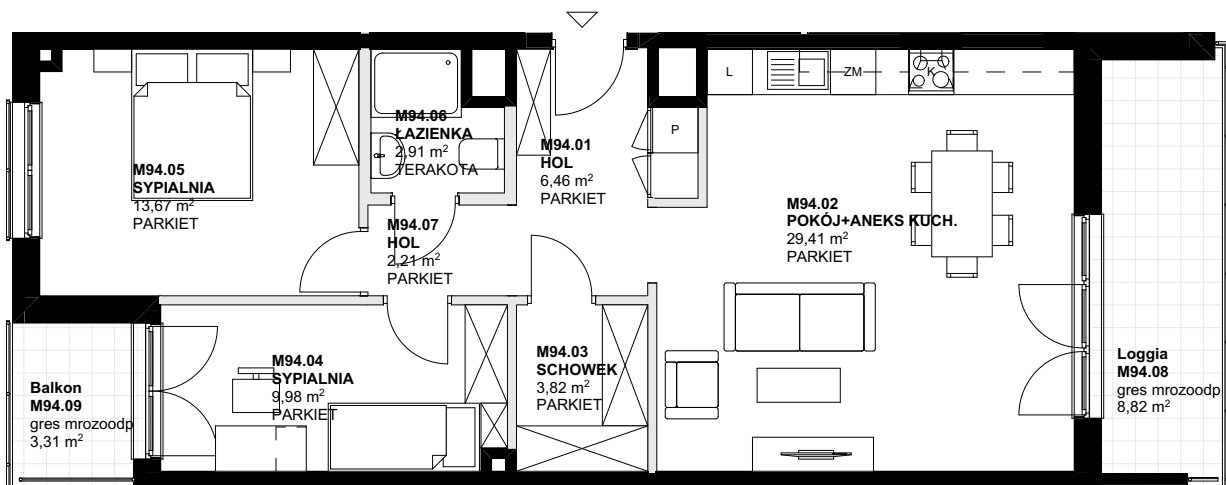 L
ZM
K
P
M94.06
ŁAZIENKA
2,91 m²
TERAKOTA
M94.01
HOL
6,46 m²
PARKIET
M94.05
SYPIALNIA
13,67 m²
PARKIET
M94.07
HOL
2,21 m²
PARKIET
M94.02
POKÓJ+ANEKS KUCH.
29,41 m²
PARKIET
M94.04
SYPIALNIA
9,98 m²
PARKIET
M94.03
SCHOWEK
3,82 m²
PARKIET
Balkon
M94.09
gres mrozoodp
3,31 m²
Loggia
M94.08
gres mrozoodp
8,82 m²